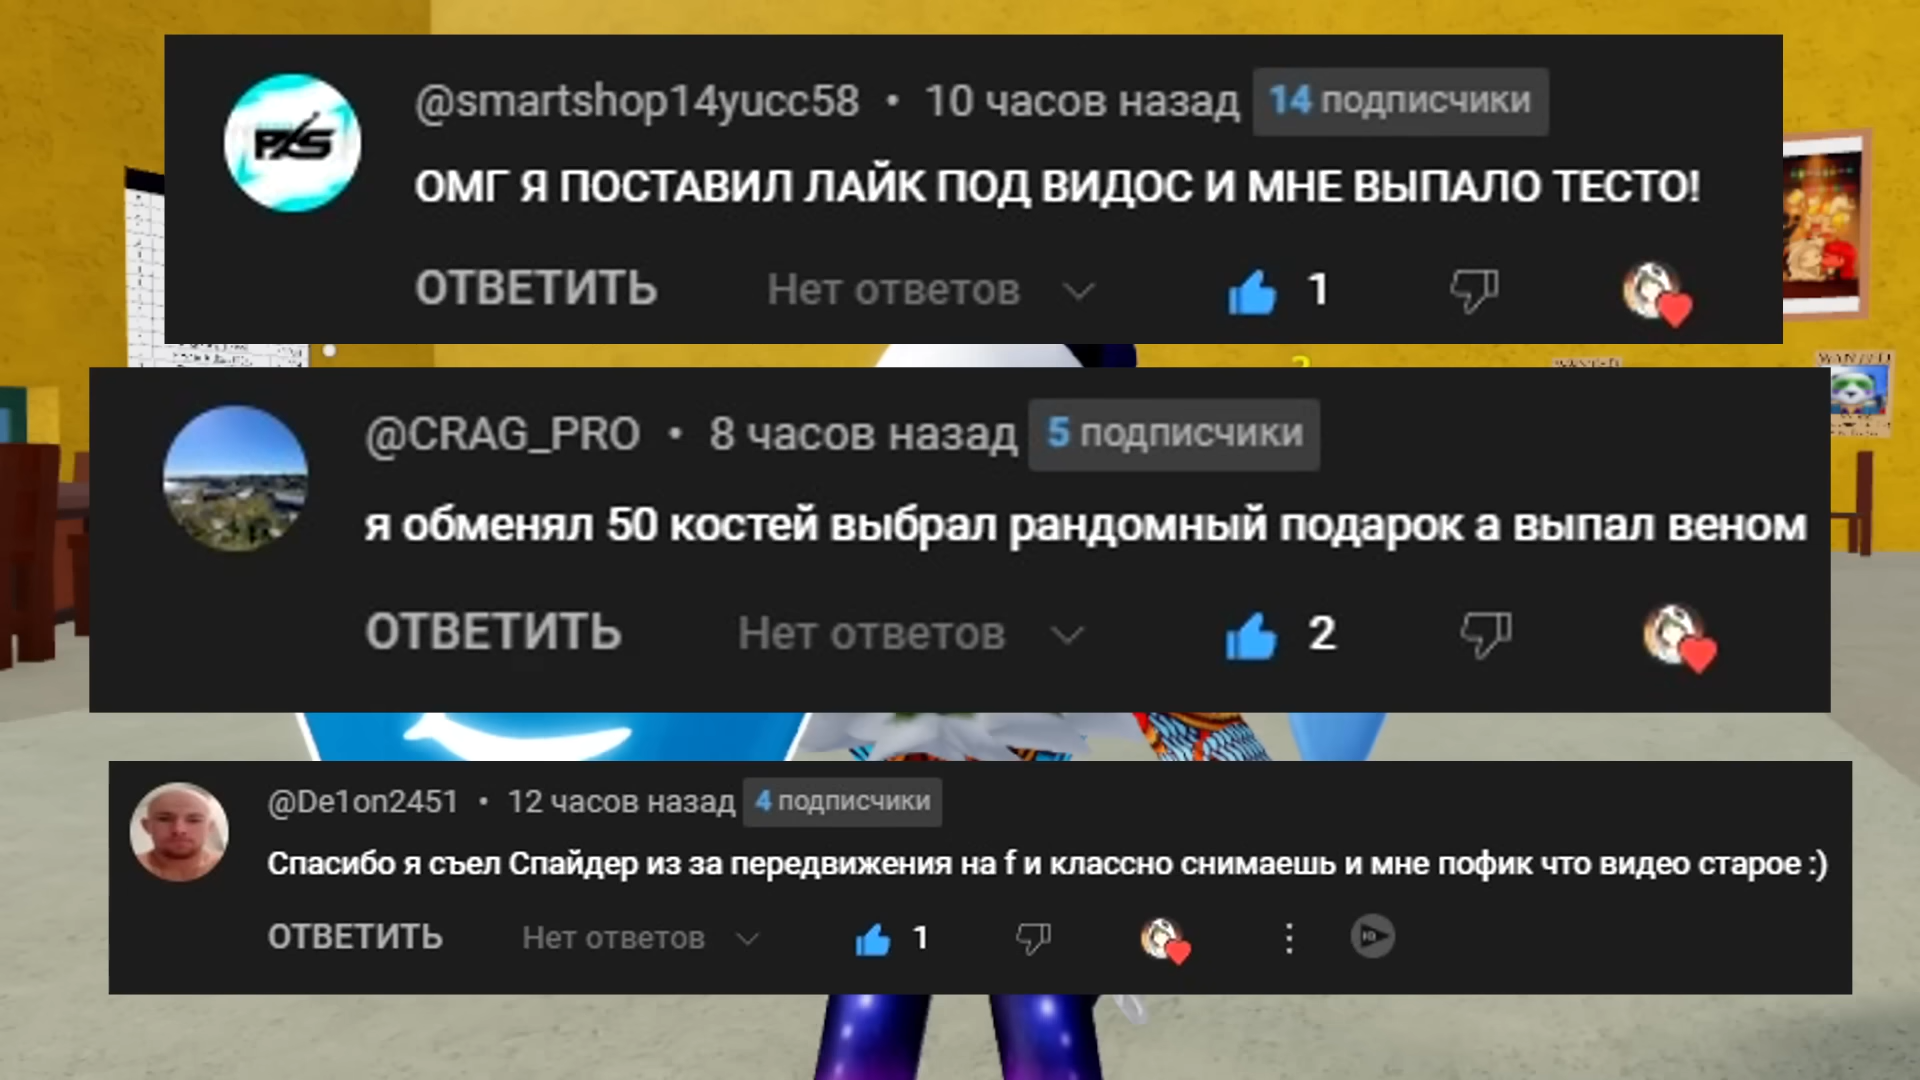 @smartshop14yucc58 • 10 часов назад 14 подписчики
PXS
ОМГ Я ПОСТАВИЛ ЛАЙК ПОД ВИДОС И МНЕ ВЫПАЛО ТЕСТО!
ОТВЕТИТЬ Нет ответов 1
@CRAG_PRO • 8 часов назад 5 подписчики
я обменял 50 костей выбрал рандомный подарок а выпал веном
ОТВЕТИТЬ Нет ответов 2
WANTED
@De1on2451 • 12 часов назад 4 подписчики
Спасибо я съел Спайдер из за передвижения на f и классно снимаешь и мне пофик что видео старое :)
ОТВЕТИТЬ Нет ответов 1